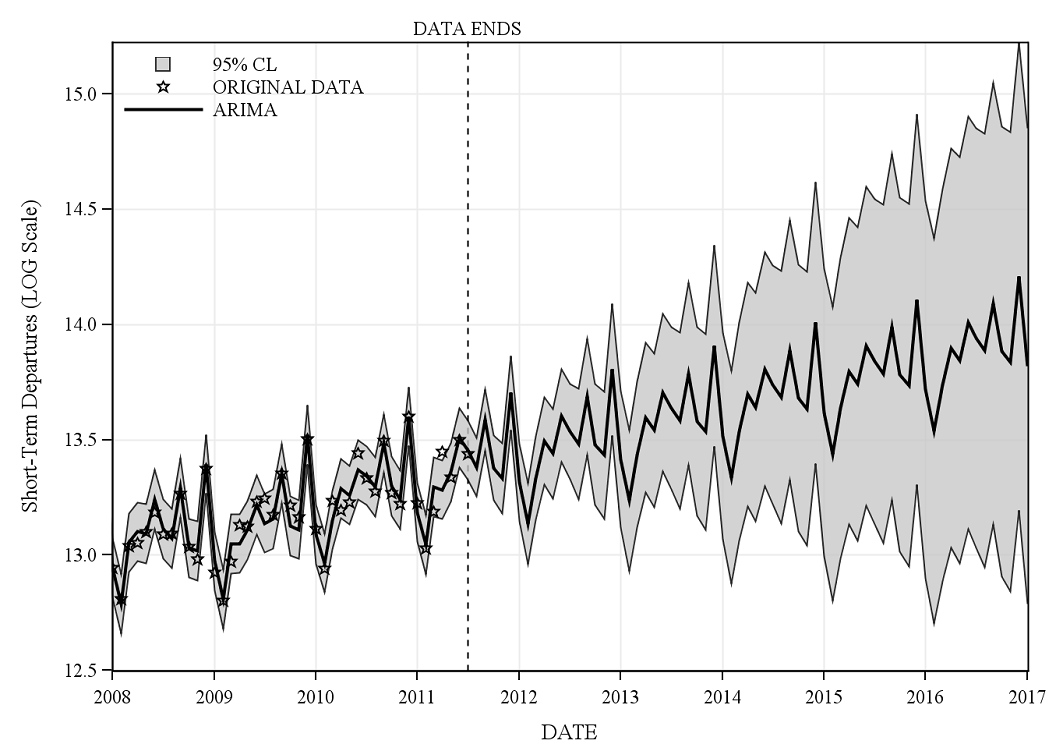 DATA ENDS
95% CL
ORIGINAL DATA
ARIMA
15.0
14.5
14.0
13.5
13.0
12.5
Short-Term Departures (LOG Scale)
2008 2009 2010 2011 2012 2013 2014 2015 2016 2017
DATE